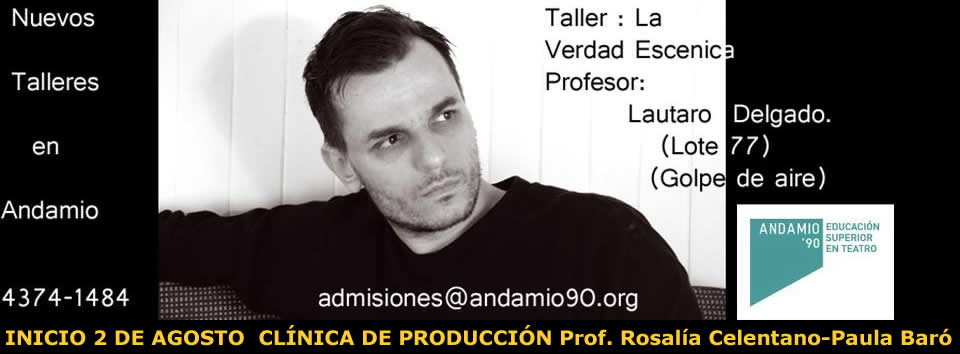 Nuevos
Talleres
en
Andamio
4374-1484
Taller : La
Verdad Escenica
Profesor:
Lautaro Delgado.
(Lote 77)
(Golpe de aire)
ANDAMIO
'90
EDUCACIÓN
SUPERIOR
EN TEATRO
admisiones@andamio90.org
INICIO 2 DE AGOSTO CLÍNICA DE PRODUCCIÓN Prof. Rosalía Celentano-Paula Baró